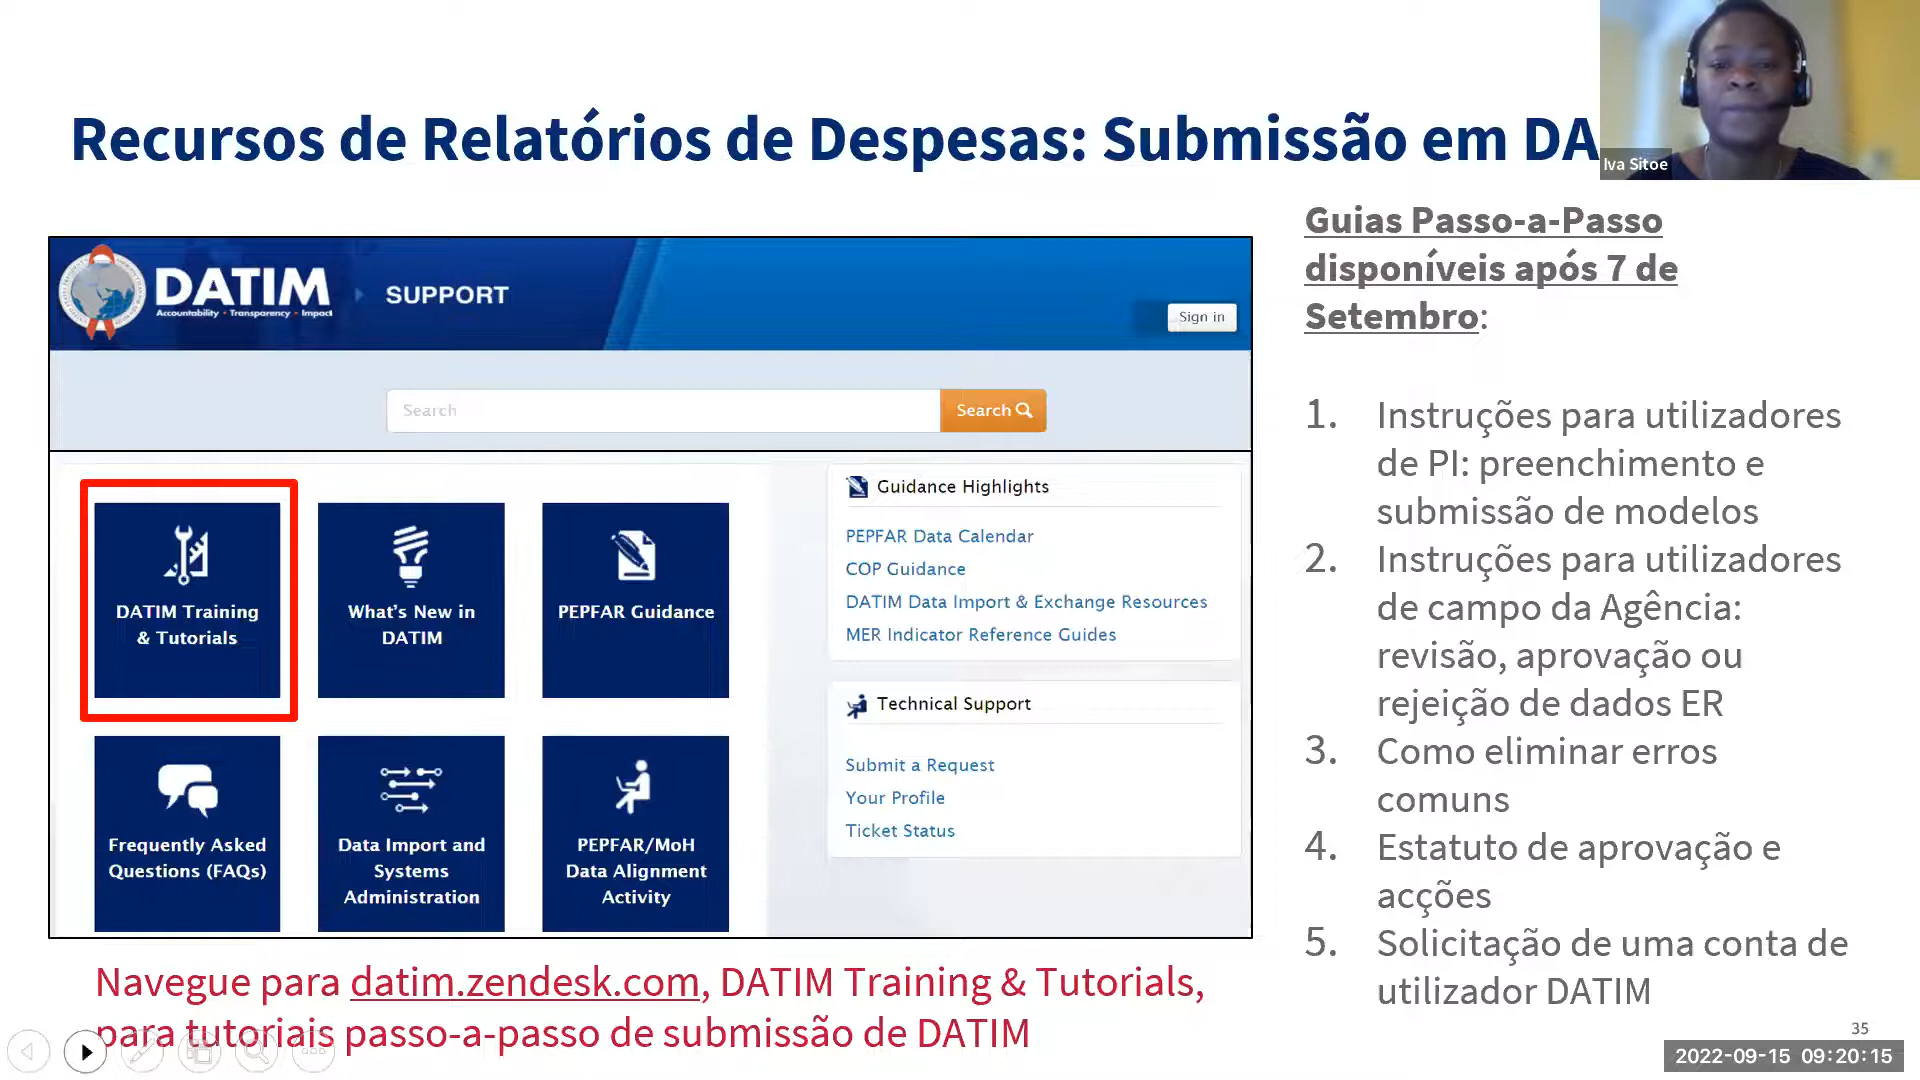 Recursos de Relatórios de Despesas: Submissão em DA
Iva Sitoe
DATIM
Accountability • Transparency • Impact
SUPPORT
Sign in
Search
Search
DATIM Training
& Tutorials
What's New in
DATIM
PEPFAR Guidance
Frequently Asked
Questions (FAQs)
Data Import and
Systems
Administration
PEPFAR/MoH
Data Alignment
Activity
Guidance Highlights
PEPFAR Data Calendar
COP Guidance
DATIM Data Import & Exchange Resources
MER Indicator Reference Guides
Technical Support
Submit a Request
Your Profile
Ticket Status
Navegue para datim.zendesk.com, DATIM Training & Tutorials,
para tutoriais passo-a-passo de submissão de DATIM
Guias Passo-a-Passo
disponíveis após 7 de
Setembro:
1. Instruções para utilizadores
de PI: preenchimento e
submissão de modelos
2. Instruções para utilizadores
de campo da Agência:
revisão, aprovação ou
rejeição de dados ER
3. Como eliminar erros
comuns
4. Estatuto de aprovação e
acções
5. Solicitação de uma conta de
utilizador DATIM
35
2022-09-15 09:20:15